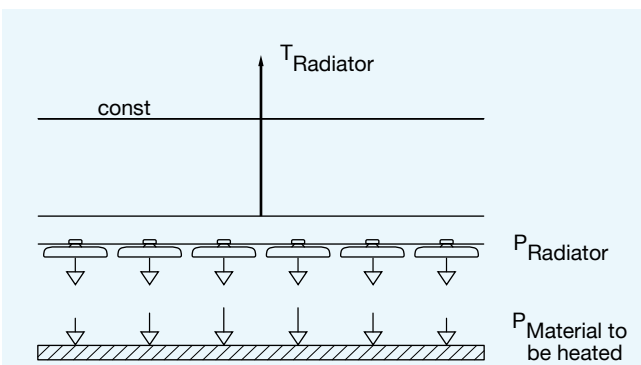 T Radiator
const
P Radiator
P Material to
be heated